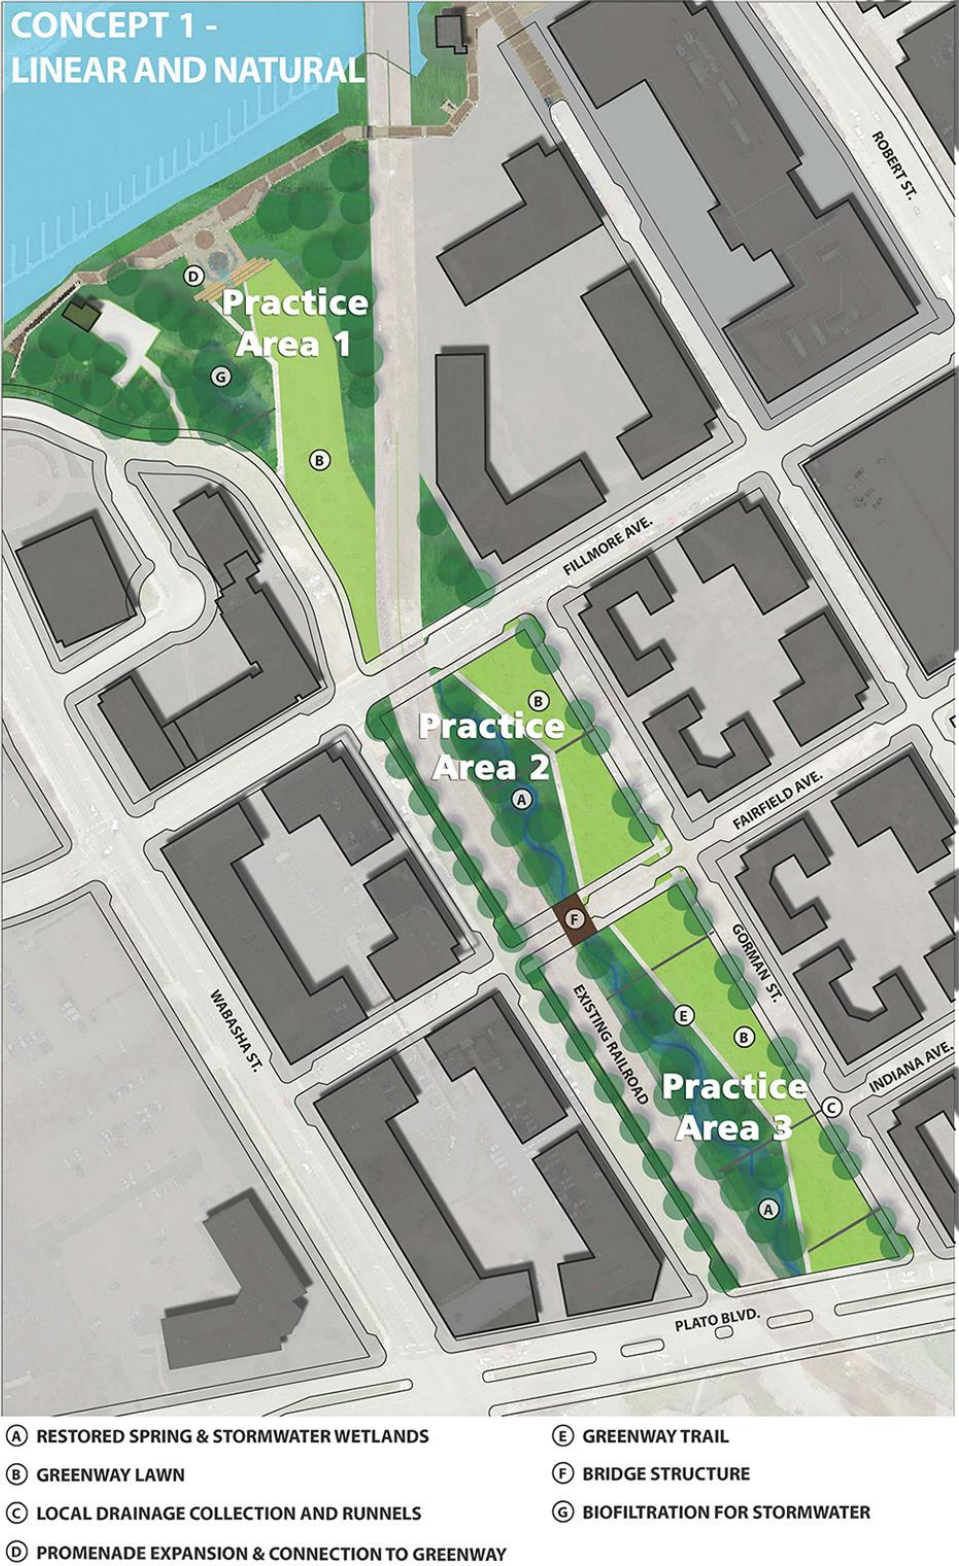 CONCEPT 1 -
LINEAR AND NATURAL
ROBERT ST.
D
Practice
Area 1
G
B
FILLMORE AVE.
B
Practice
Area 2
A
FAIRFIELD AVE.
F
GORMAN ST.
WABASHA ST.
EXISTING RAILROAD
E
B
INDIANA AVE.
Practice
Area 3
C
A
PLATO BLVD.
A RESTORED SPRING & STORMWATER WETLANDS
B GREENWAY LAWN
C LOCAL DRAINAGE COLLECTION AND RUNNELS
D PROMENADE EXPANSION & CONNECTION TO GREENWAY
E GREENWAY TRAIL
F BRIDGE STRUCTURE
G BIOFILTRATION FOR STORMWATER